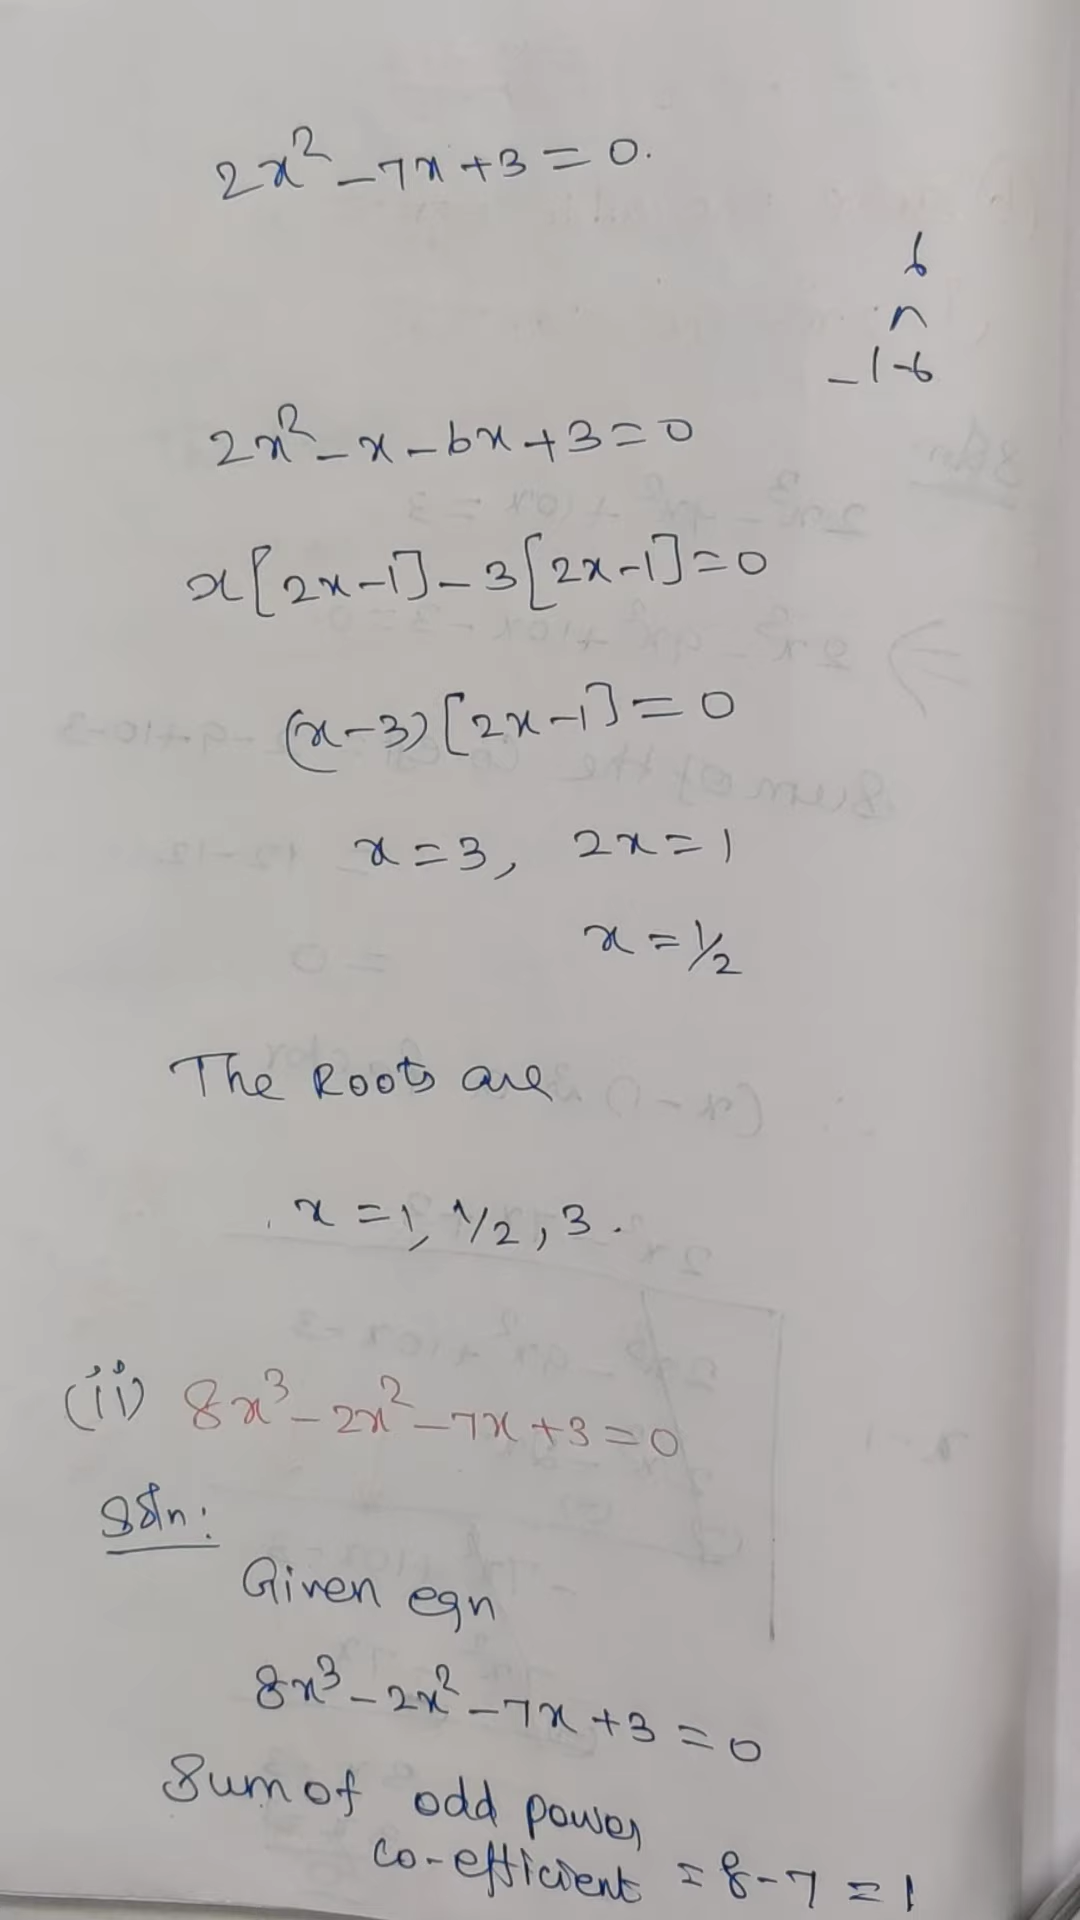 2x² - 7x + 3 = 0.
6
∧
-1 -6
2x² - x - 6x + 3 = 0
x[2x-1] - 3[2x-1] = 0
(x-3)[2x-1] = 0
x = 3, 2x = 1
x = 1/2
The Roots are
x = 1, 1/2, 3.
(ii) 8x³ - 2x² - 7x + 3 = 0
Soln:
Given eqn
8x³ - 2x² - 7x + 3 = 0
Sum of odd power
co-efficient = 8 - 7 = 1